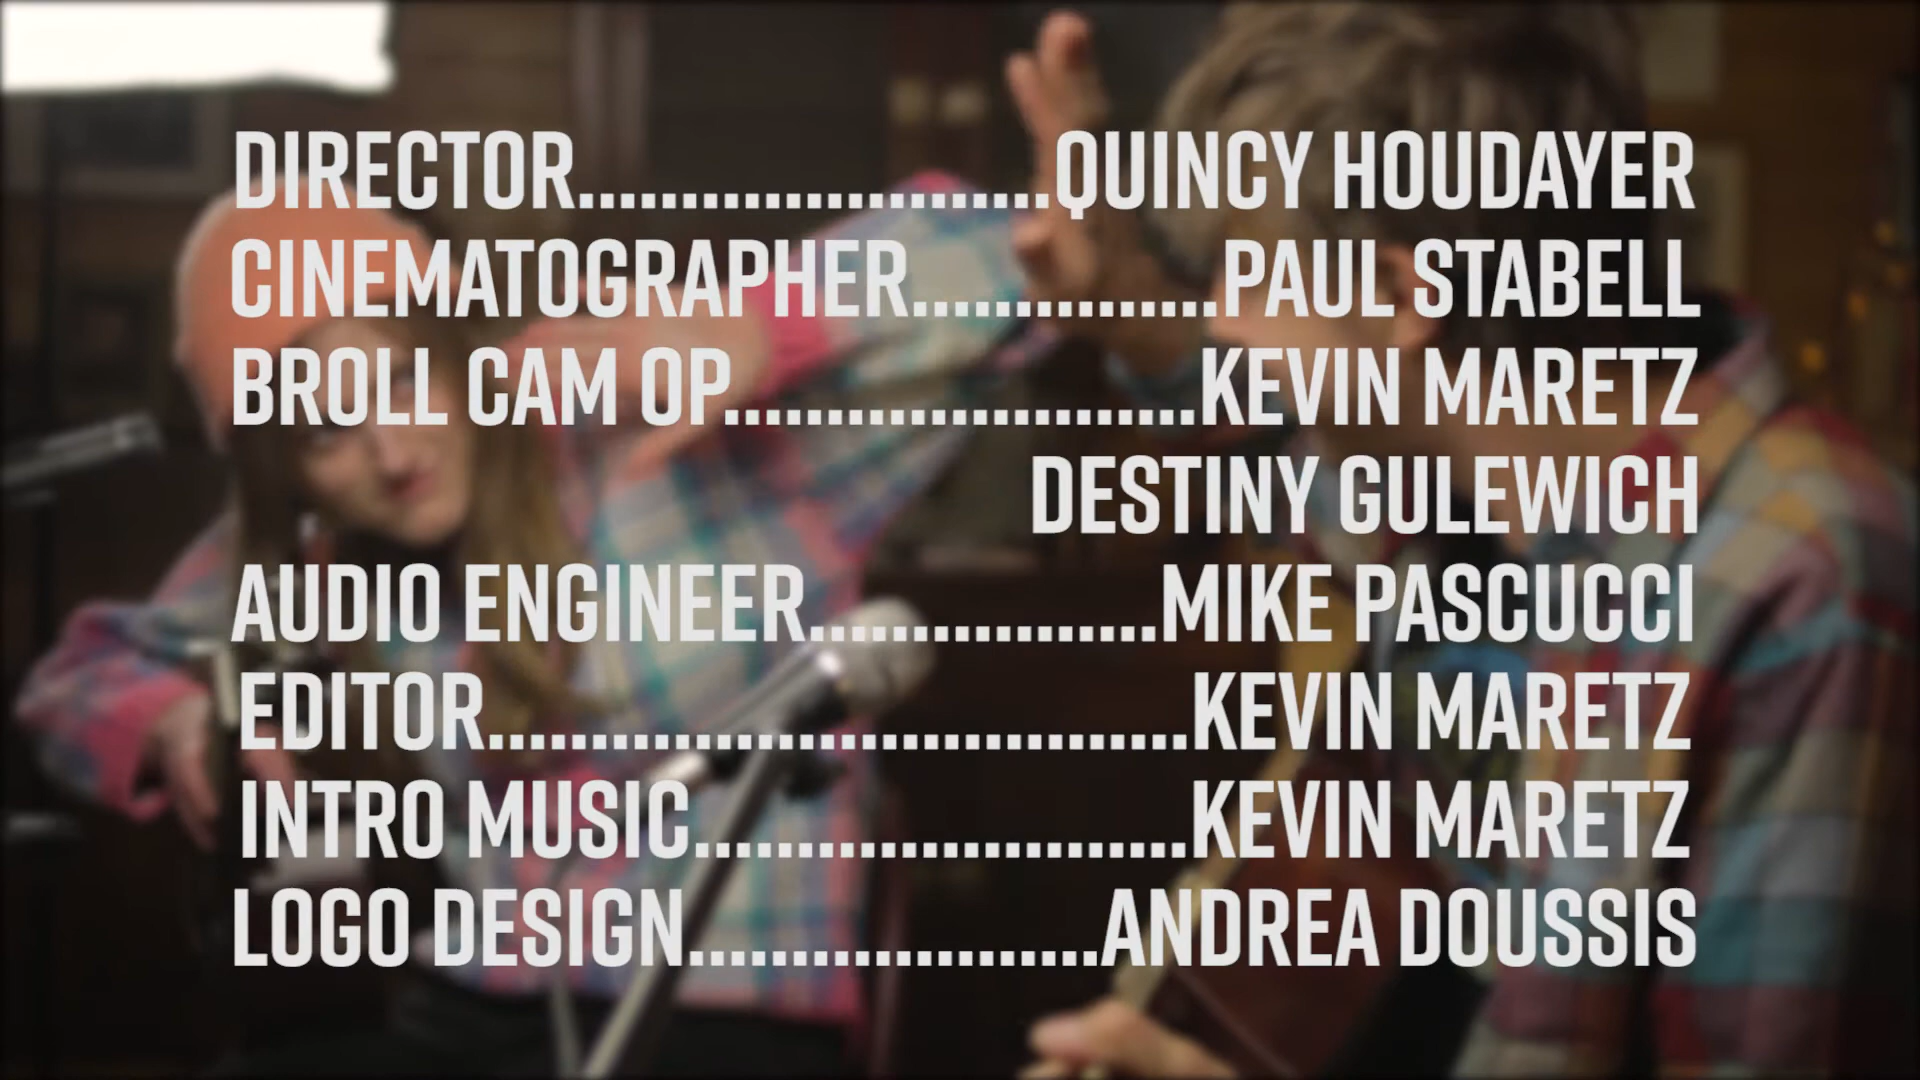 DIRECTOR.......................QUINCY HOUDAYER
CINEMATOGRAPHER...............PAUL STABELL
BROLL CAM OP.......................KEVIN MARETZ
DESTINY GULEWICH
AUDIO ENGINEER.................MIKE PASCUCCI
EDITOR..................................KEVIN MARETZ
INTRO MUSIC........................KEVIN MARETZ
LOGO DESIGN....................ANDREA DOUSSIS